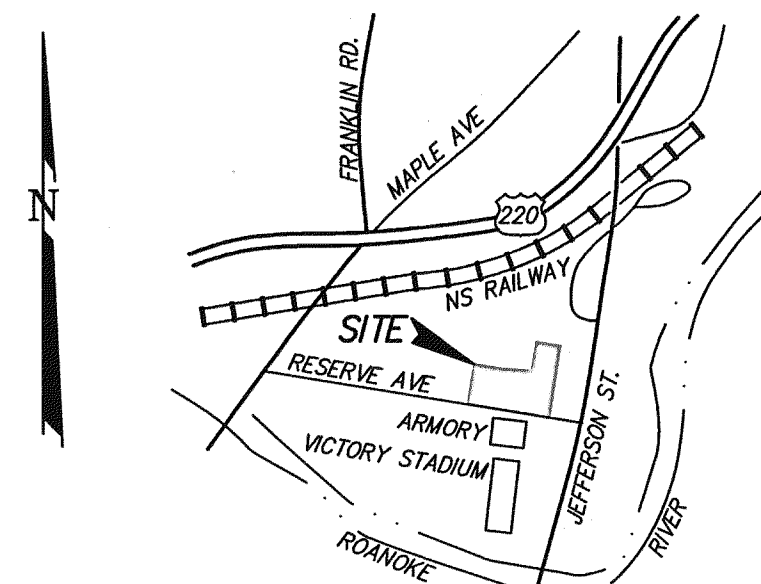 FRANKLIN RD.
MAPLE AVE
N
220
NS RAILWAY
SITE
RESERVE AVE
ARMORY
VICTORY STADIUM
JEFFERSON ST.
ROANOKE
RIVER